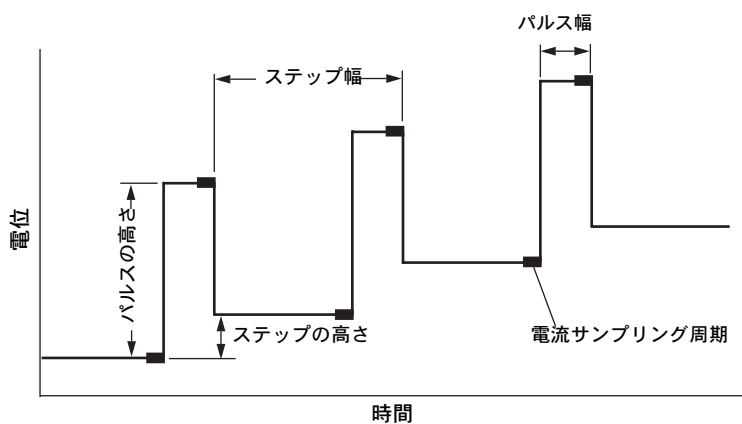 パルス幅
ステップ幅
電位
パルスの高さ
ステップの高さ
電流サンプリング周期
時間